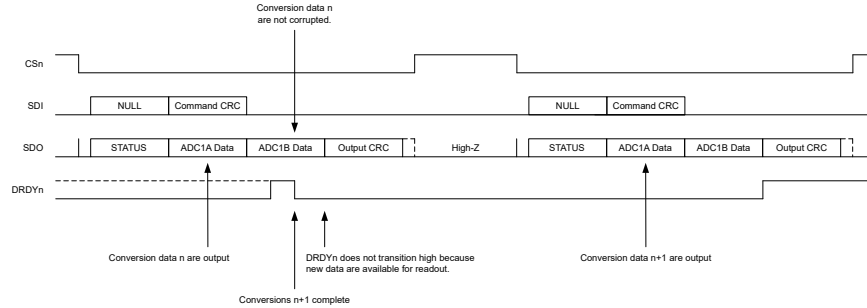 Conversion data n
are not corrupted.
CSn
SDI
NULL
Command CRC
NULL
Command CRC
SDO
STATUS
ADC1A Data
ADC1B Data
Output CRC
High-Z
STATUS
ADC1A Data
ADC1B Data
Output CRC
DRDYn
Conversion data n are output
DRDYn does not transition high because
new data are available for readout.
Conversion data n+1 are output
Conversions n+1 complete